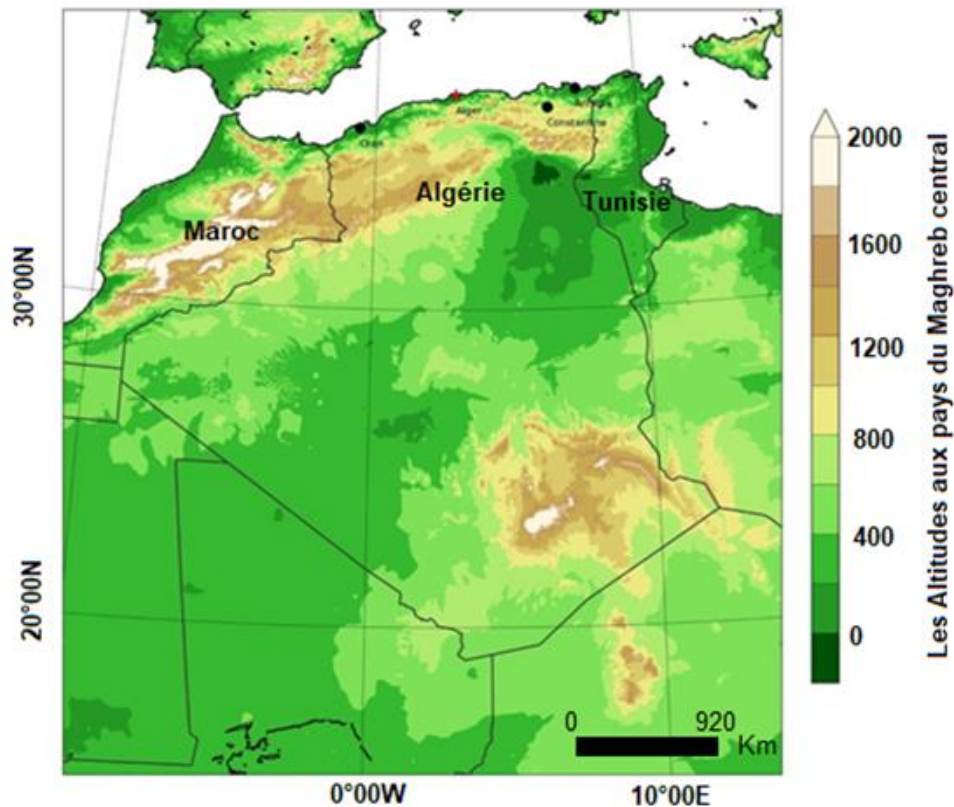 Alger
Annaba
Constantine
Oran
Algérie
Tunisie
Maroc
30°00N
20°00N
0 920
Km
0°00W
10°00E
2000
1600
1200
800
400
0
Les Altitudes aux pays du Maghreb central